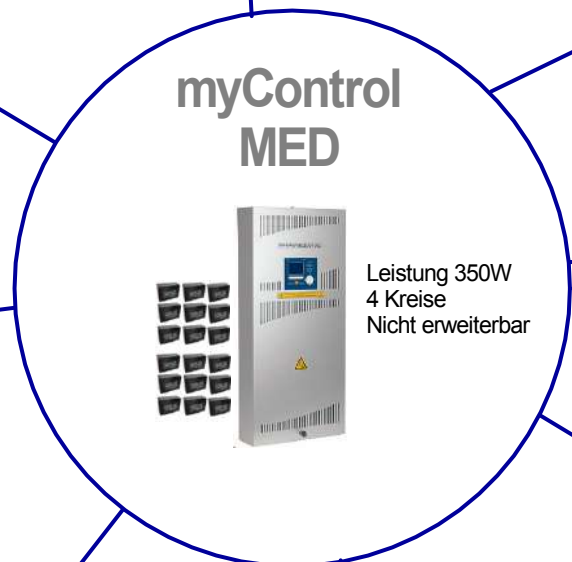 myControl
MED
Leistung 350W
4 Kreise
Nicht erweiterbar